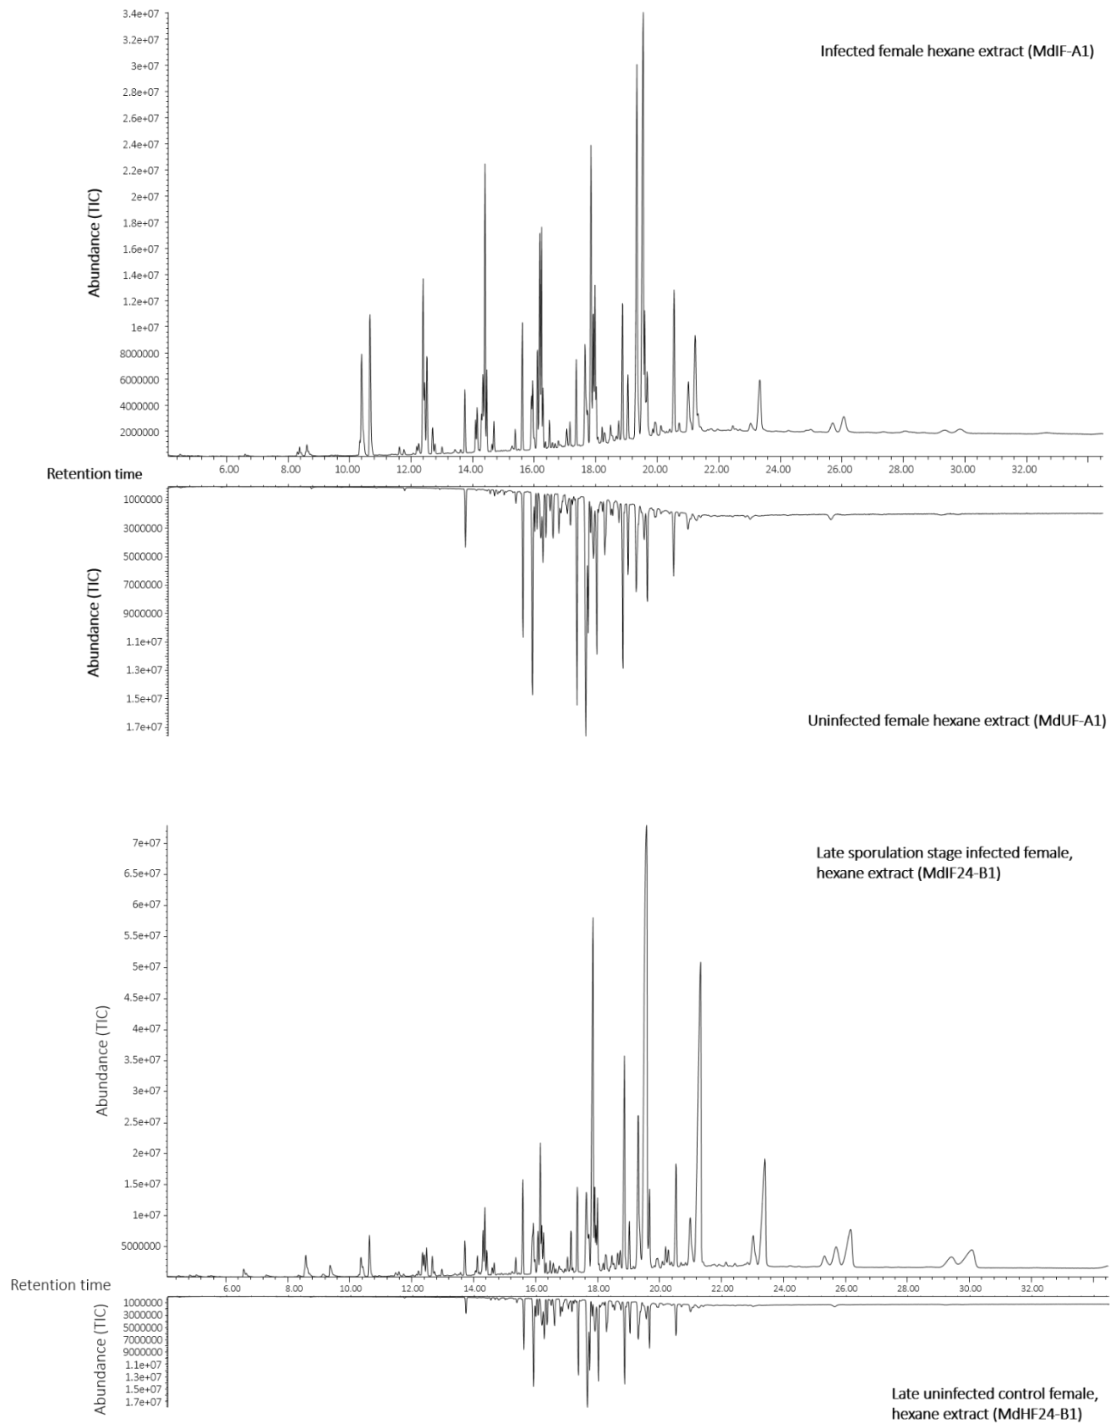 3.4e+07
3.2e+07
3e+07
2.8e+07
2.6e+07
2.4e+07
2.2e+07
2e+07
1.8e+07
1.6e+07
1.4e+07
1.2e+07
1e+07
8000000
6000000
4000000
2000000
Abundance (TIC)
Infected female hexane extract (MdIF-A1)
6.00 8.00 10.00 12.00 14.00 16.00 18.00 20.00 22.00 24.00 26.00 28.00 30.00 32.00
Retention time
1000000
3000000
5000000
7000000
9000000
1.1e+07
1.3e+07
1.5e+07
1.7e+07
Abundance (TIC)
Uninfected female hexane extract (MdUF-A1)
7e+07
6.5e+07
6e+07
5.5e+07
5e+07
4.5e+07
4e+07
3.5e+07
3e+07
2.5e+07
2e+07
1.5e+07
1e+07
5000000
Abundance (TIC)
Late sporulation stage infected female,
hexane extract (MdIF24-B1)
6.00 8.00 10.00 12.00 14.00 16.00 18.00 20.00 22.00 24.00 26.00 28.00 30.00 32.00
Retention time
1000000
3000000
5000000
7000000
9000000
1.1e+07
1.3e+07
1.5e+07
1.7e+07
Abundance (TIC)
Late uninfected control female,
hexane extract (MdHF24-B1)